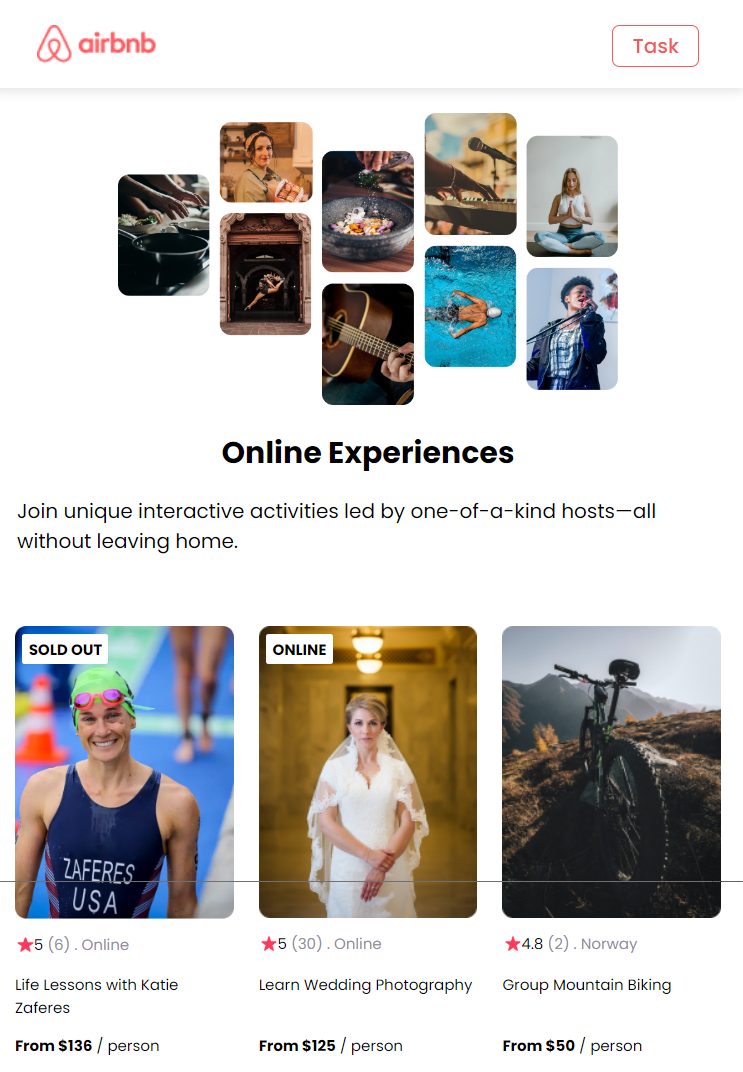 airbnb
Task
Online Experiences
Join unique interactive activities led by one-of-a-kind hosts—all
without leaving home.
SOLD OUT
ONLINE
ZAFERES
USA
5 (6) . Online
5 (30) . Online
4.8 (2) . Norway
Life Lessons with Katie
Zaferes
Learn Wedding Photography
Group Mountain Biking
From $136 / person
From $125 / person
From $50 / person